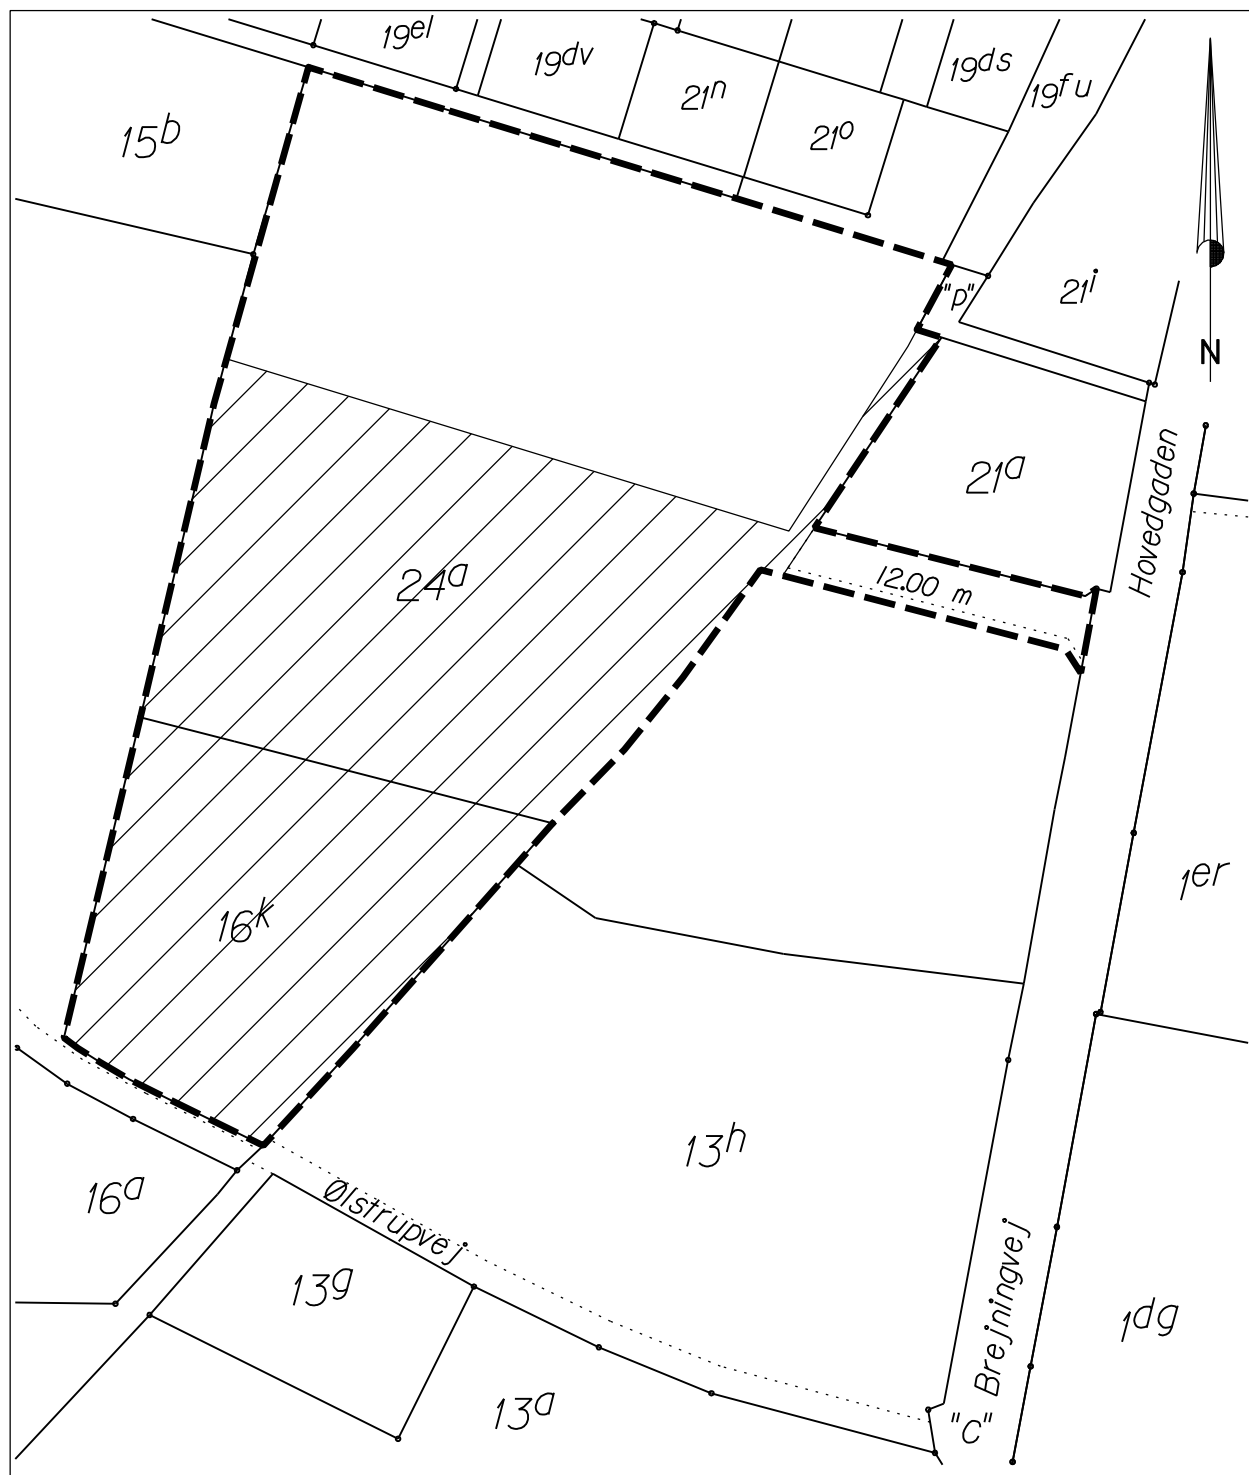 19el
19dv
19ds
21n
19fu
15b
21o
21i
"p"
N
21a
Hovedgaden
24a
12.00 m
1er
16k
13h
16a
Ølstrupvej
13g
Brejningvej
1dg
13a
"C"